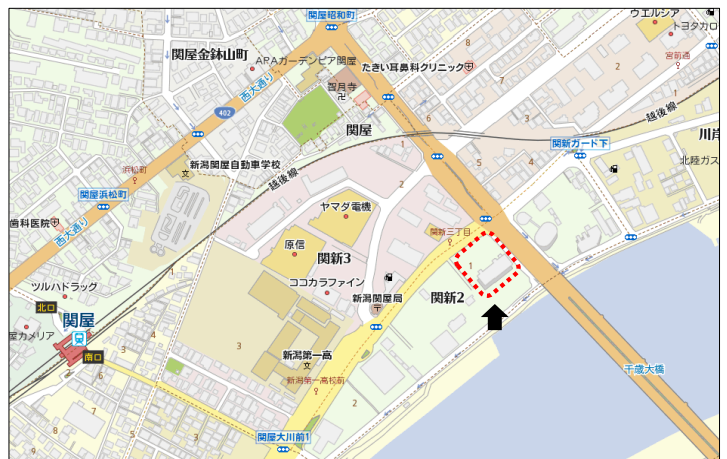 関屋昭和町
ウエルシア
トヨタカロ
関屋金鉢山町
APAガーデンピア関屋
たきい耳鼻科クリニック
宮前通
西大通り
智月寺
402
関屋
越後線
川岸
関新ガード下
浜松町
新潟関屋自動車学校
北陸ガス
越後線
関屋浜松町
ヤマダ電機
歯科医院
西大通り
関新三丁目
原信
関新3
ココカラファイン
ツルハドラッグ
新潟関屋局
関新2
北口
関屋
屋カメリア
南口
新潟第一高
千歳大橋
新潟第一高校前
関屋大川前1
1
2
3
4
5
6
7
8
9